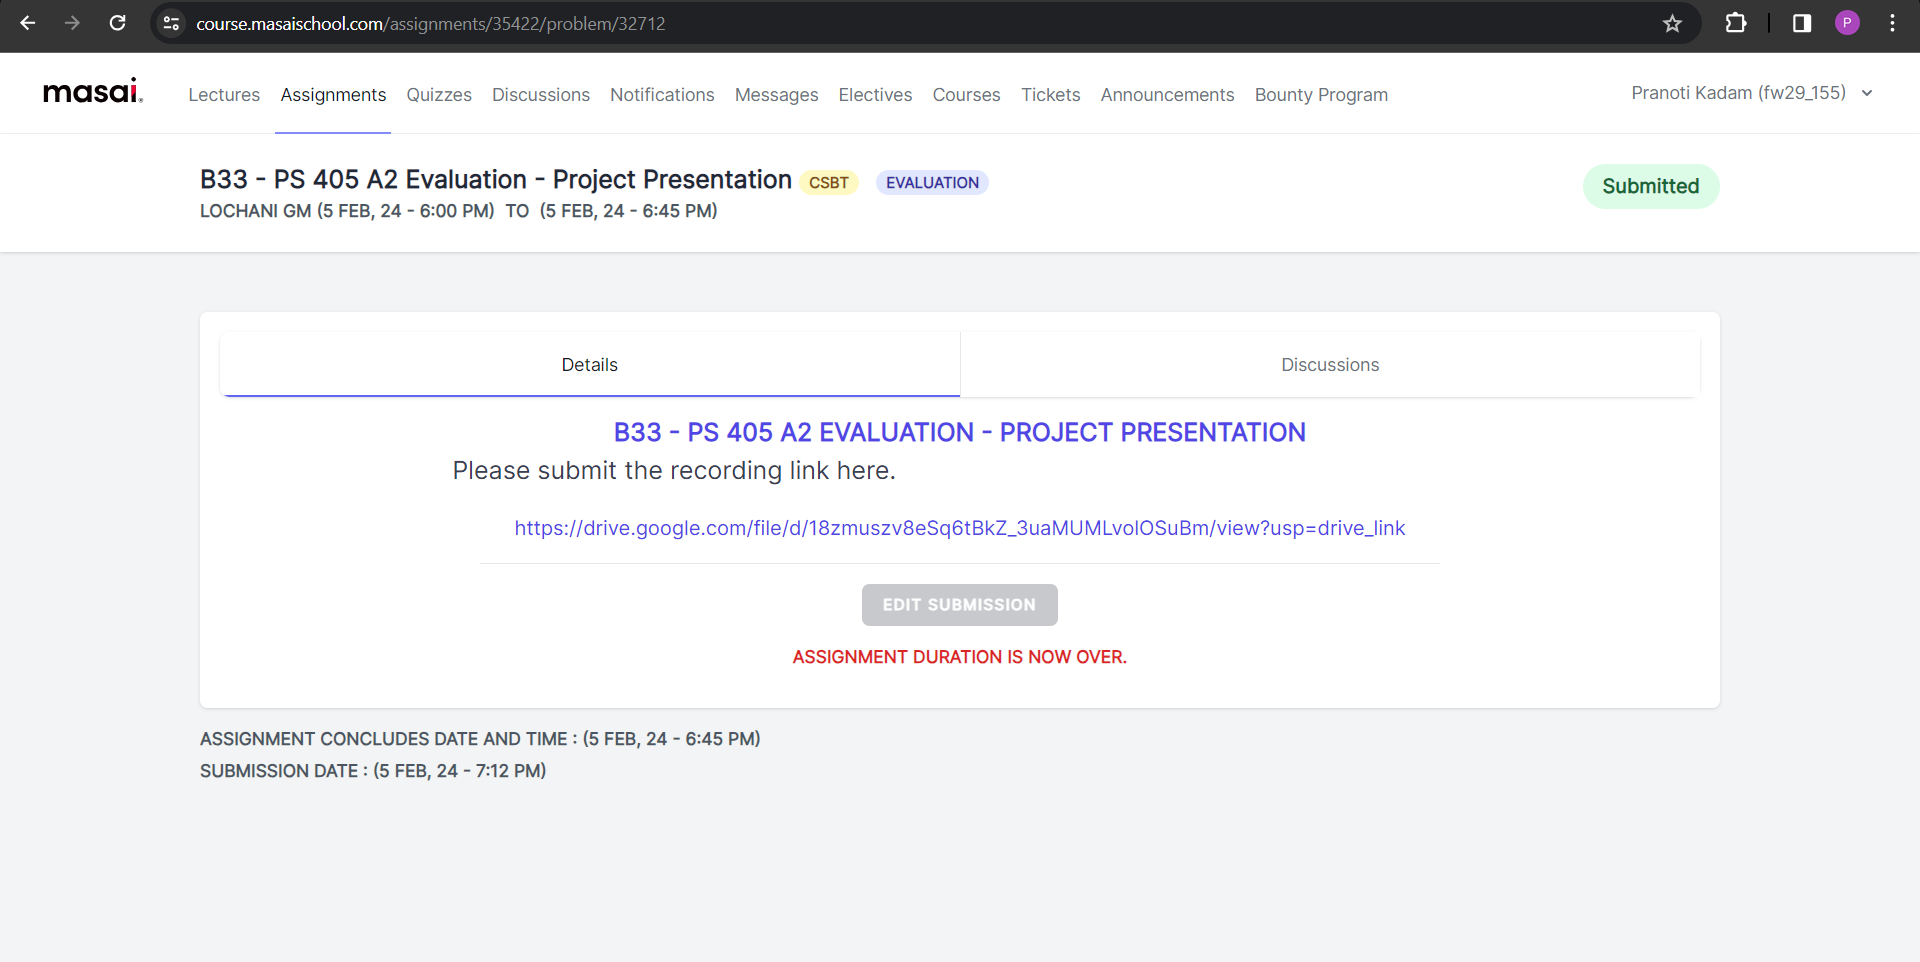 course.masaischool.com/assignments/35422/problem/32712
P
masai.
Lectures Assignments Quizzes Discussions Notifications Messages Electives Courses Tickets Announcements Bounty Program
Pranoti Kadam (fw29_155)
B33 - PS 405 A2 Evaluation - Project Presentation CSBT EVALUATION
LOCHANI GM (5 FEB, 24 - 6:00 PM) TO (5 FEB, 24 - 6:45 PM)
Submitted
Details
Discussions
B33 - PS 405 A2 EVALUATION - PROJECT PRESENTATION
Please submit the recording link here.
https://drive.google.com/file/d/18zmuszv8eSq6tBkZ_3uaMUMLvolOSuBm/view?usp=drive_link
EDIT SUBMISSION
ASSIGNMENT DURATION IS NOW OVER.
ASSIGNMENT CONCLUDES DATE AND TIME : (5 FEB, 24 - 6:45 PM)
SUBMISSION DATE : (5 FEB, 24 - 7:12 PM)